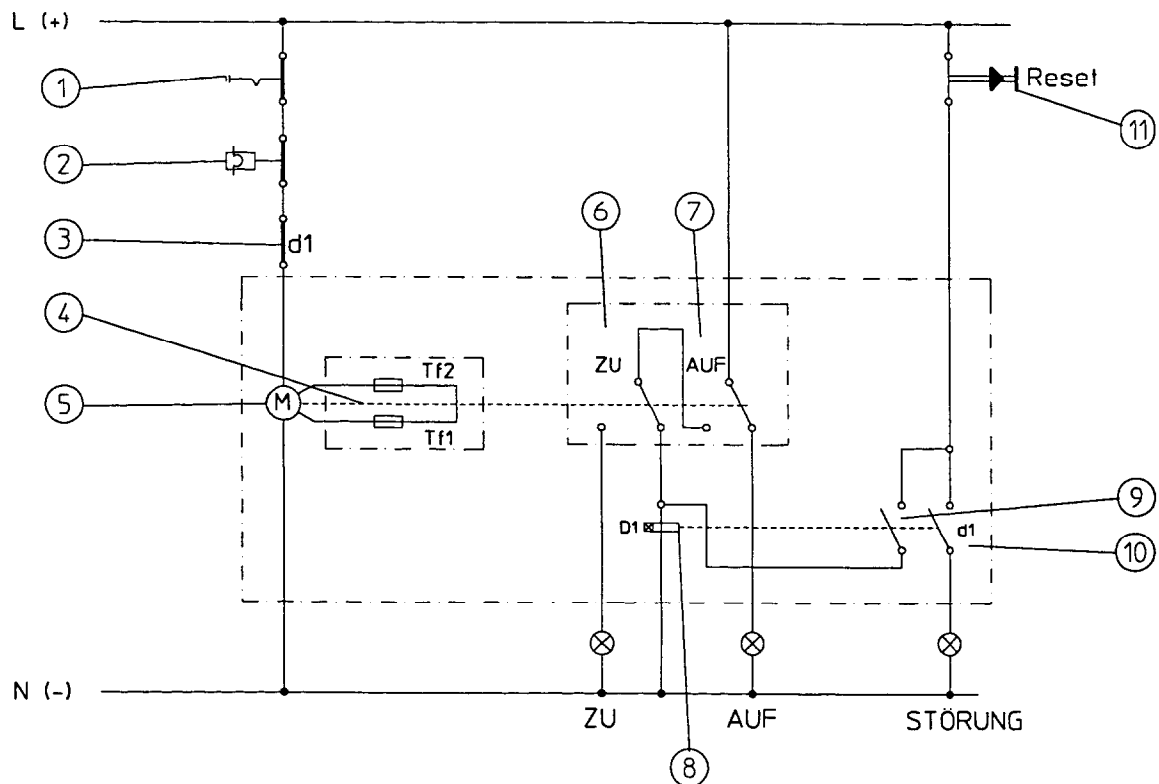 L (+)
1
Reset
11
2
6
7
3
d1
4
ZU
AUF
Tf2
5
M
Tf1
9
D1
d1
10
N (-)
ZU
AUF
STÖRUNG
8